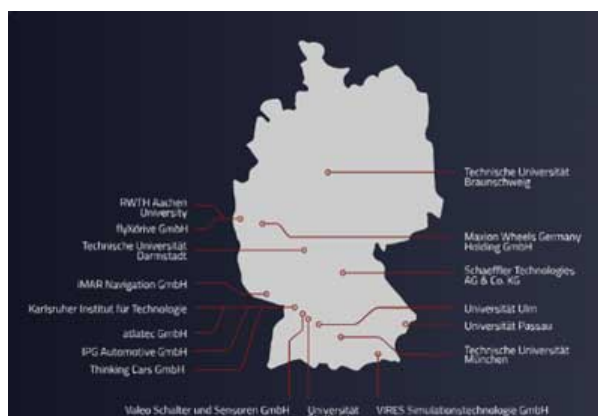 Technische Universität
Braunschweig
RWTH Aachen
University
flyXdrive GmbH
Technische Universität
Darmstadt
Maxion Wheels Germany
Holding GmbH
iMAR Navigation GmbH
Schaeffler Technologies
AG & Co. KG
Karlsruher Institut für Technologie
Universität Ulm
atlatec GmbH
Universität Passau
IPG Automotive GmbH
Technische Universität
München
Thinking Cars GmbH
Valeo Schalter und Sensoren GmbH
Universität
VIRES Simulationstechnologie GmbH